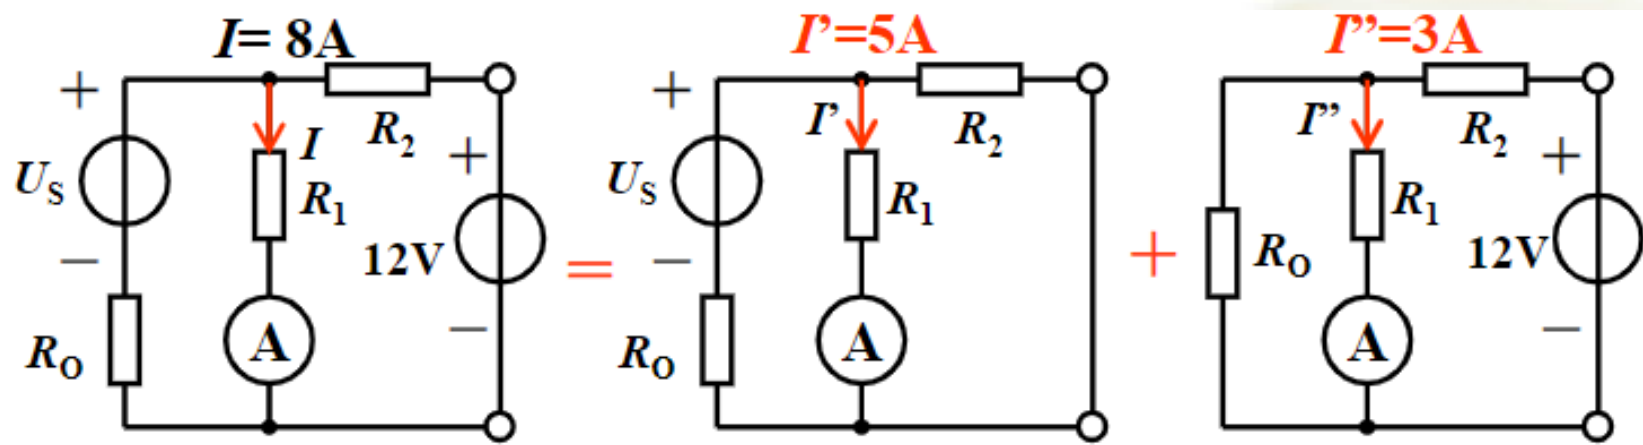 I= 8A
I’=5A
I”=3A
+
I
R2
+
US
R1
12V
−
−
RO
A
=
+
I’
R2
US
R1
−
RO
A
+
I”
R2
+
R1
RO
12V
−
A